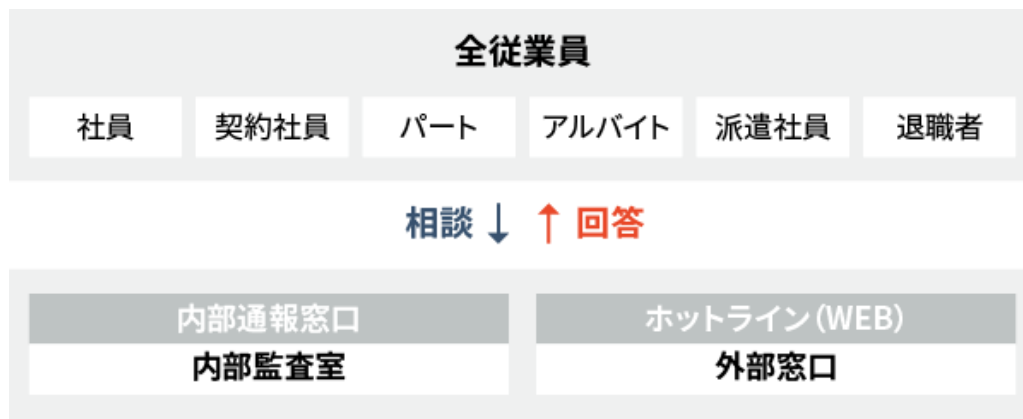 全従業員
社員 契約社員 パート アルバイト 派遣社員 退職者
相談 ↓ ↑ 回答
内部通報窓口 ホットライン（WEB）
内部監査室 外部窓口